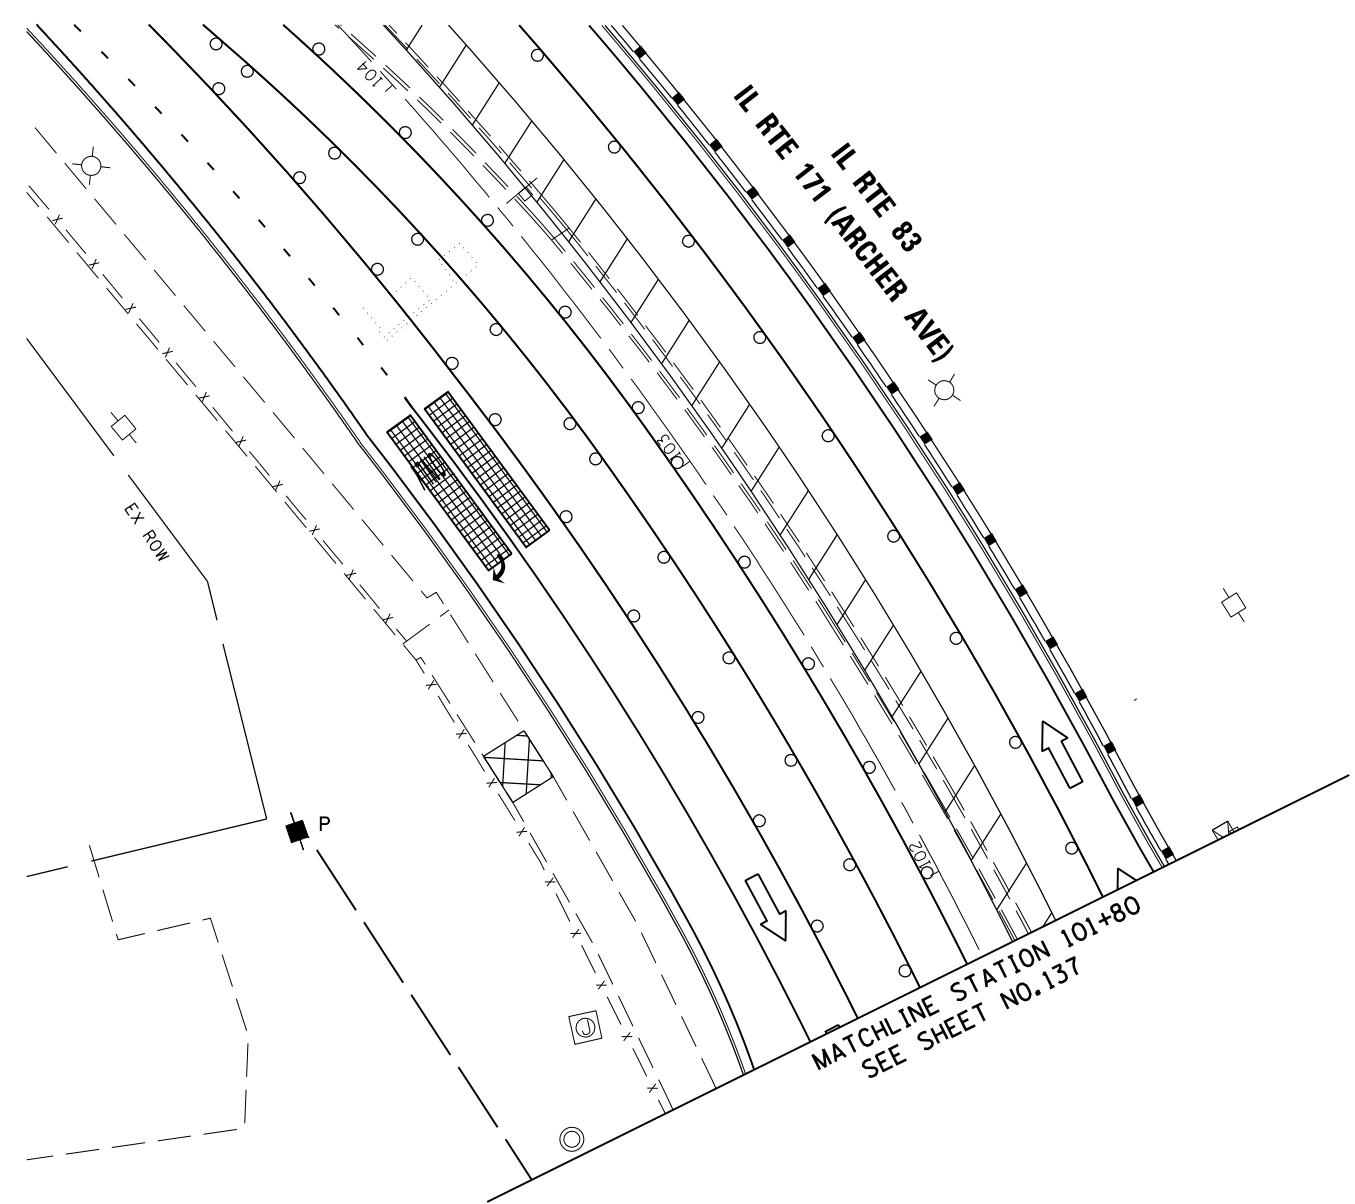 IL RTE 83
IL RTE 171 (ARCHER AVE)
104
103
EX ROW
P
102
J
MATCHLINE STATION 101+80
SEE SHEET NO.137